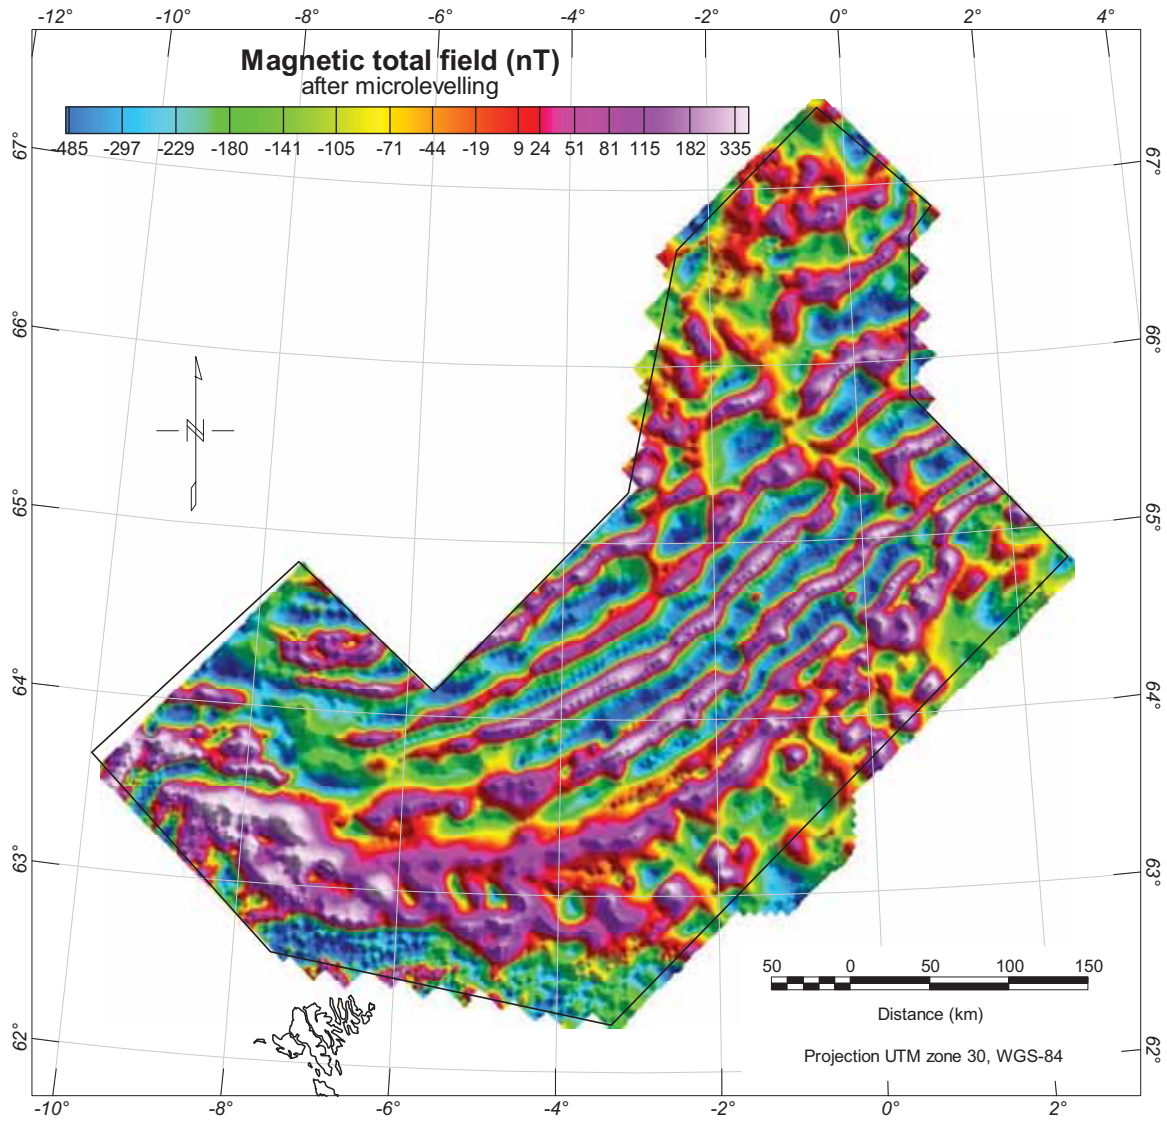 -12° -10° -8° -6° -4° -2° 0° 2° 4°
Magnetic total field (nT)
after microlevelling
-485 -297 -229 -180 -141 -105 -71 -44 -19 9 24 51 81 115 182 335
67° 67°
66° 66°
N
65° 65°
64° 64°
63° 63°
50 0 50 100 150
Distance (km)
62° 62°
Projection UTM zone 30, WGS-84
-10° -8° -6° -4° -2° 0° 2°